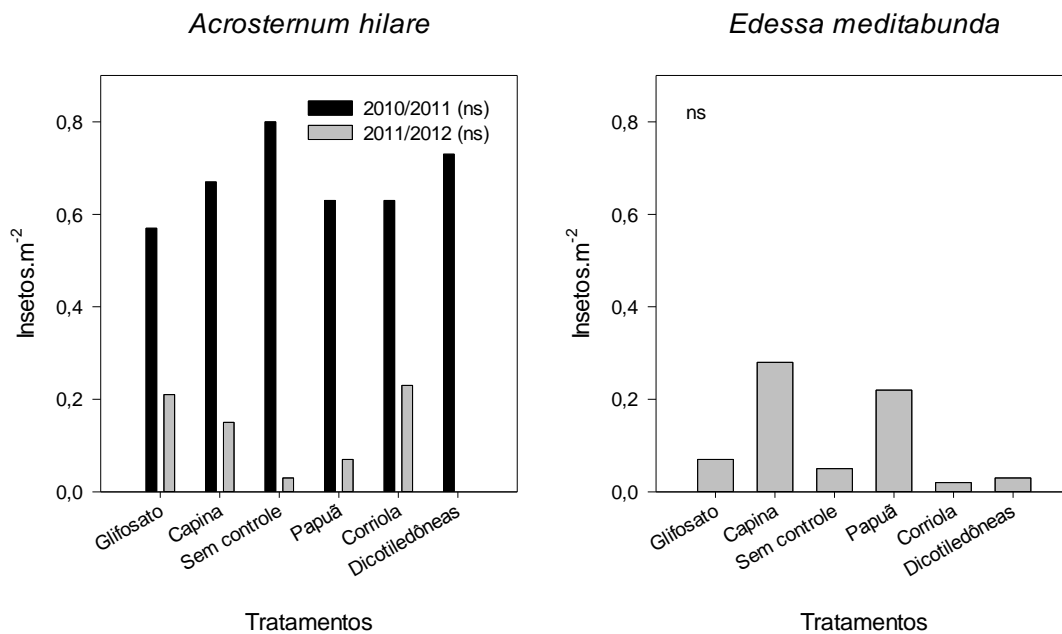 Acrosternum hilare
Insetos.m-2
0,8
0,6
0,4
0,2
0,0
2010/2011 (ns)
2011/2012 (ns)
Glifosato
Capina
Sem controle
Papuã
Corriola
Dicotiledôneas
Tratamentos
Edessa meditabunda
Insetos.m-2
0,8
0,6
0,4
0,2
0,0
ns
Glifosato
Capina
Sem controle
Papuã
Corriola
Dicotiledôneas
Tratamentos